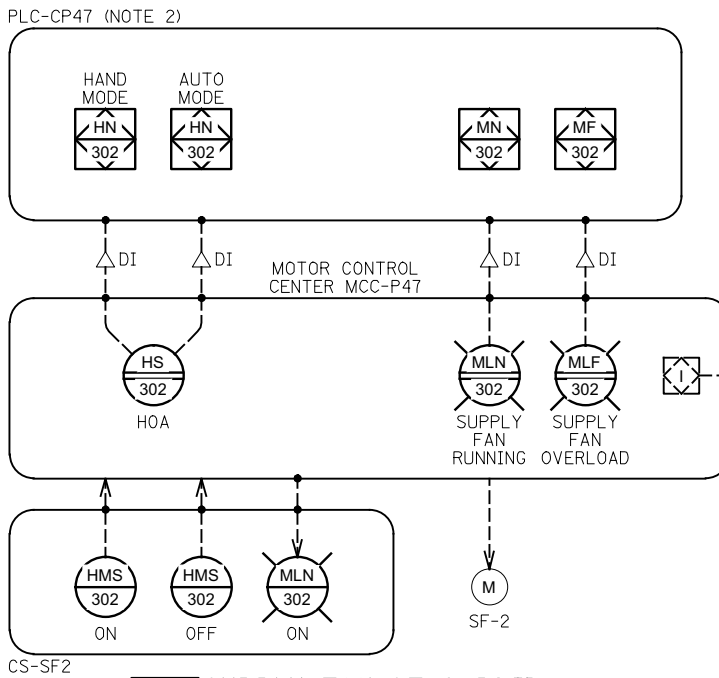 PLC-CP47 (NOTE 2)
HAND MODE
AUTO MODE
HN
302
HN
302
MN
302
MF
302
DI
DI
DI
DI
MOTOR CONTROL
CENTER MCC-P47
HS
302
HOA
MLN
302
SUPPLY
FAN
RUNNING
MLF
302
SUPPLY
FAN
OVERLOAD
I
HMS
302
ON
HMS
302
OFF
MLN
302
ON
M
SF-2
CS-SF2